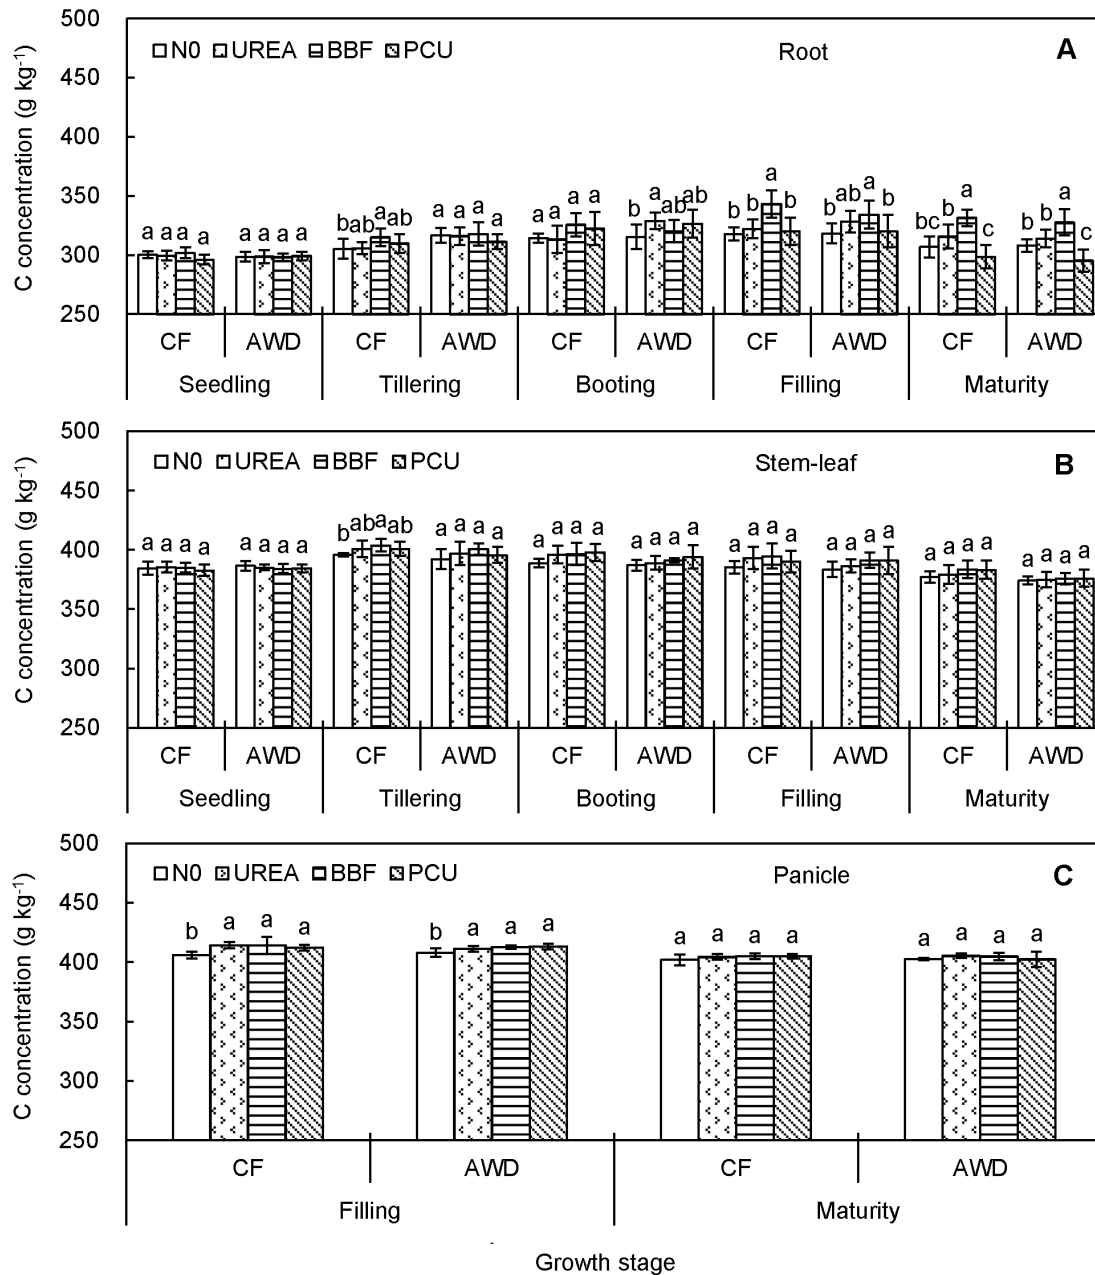 500
N0 UREA BBF PCU Root A
450
400
350
300
250
C concentration (g kg-1)
a a a a a a a a b ab a ab a a a a a a a a b a ab ab b b a b b ab a b bc b a c b b a c
CF AWD CF AWD CF AWD CF AWD CF AWD
Seedling Tillering Booting Filling Maturity
500
N0 UREA BBF PCU Stem-leaf B
450
400
350
300
250
C concentration (g kg-1)
a a a a a a a a b ab a ab a a a a a a a a a a a a a a a a a a a a a a a a a a a a
CF AWD CF AWD CF AWD CF AWD CF AWD
Seedling Tillering Booting Filling Maturity
500
N0 UREA BBF PCU Panicle C
450
400
350
300
250
C concentration (g kg-1)
b a a a b a a a a a a a a a a a
CF AWD CF AWD
Filling Maturity
Growth stage